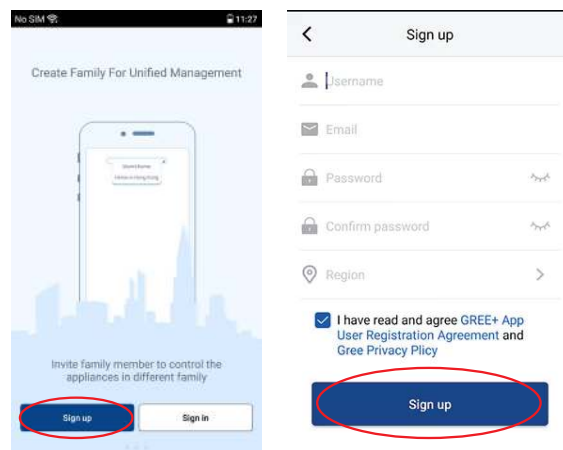 No SIM 11:27
Create Family For Unified Management
Invite family member to control the
appliances in different family
Sign up
Sign in
Sign up
Username
Email
Password
Confirm password
Region
I have read and agree GREE+ App
User Registration Agreement and
Gree Privacy Plicy
Sign up